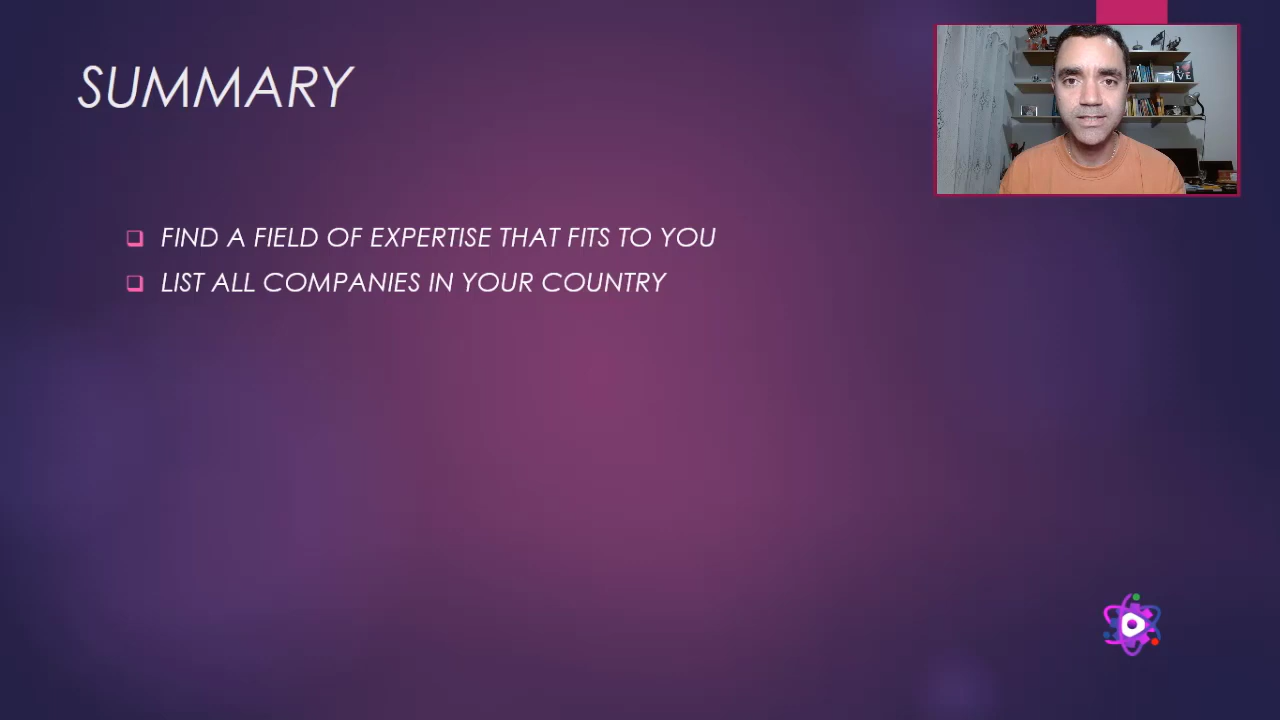 SUMMARY
FIND A FIELD OF EXPERTISE THAT FITS TO YOU
LIST ALL COMPANIES IN YOUR COUNTRY